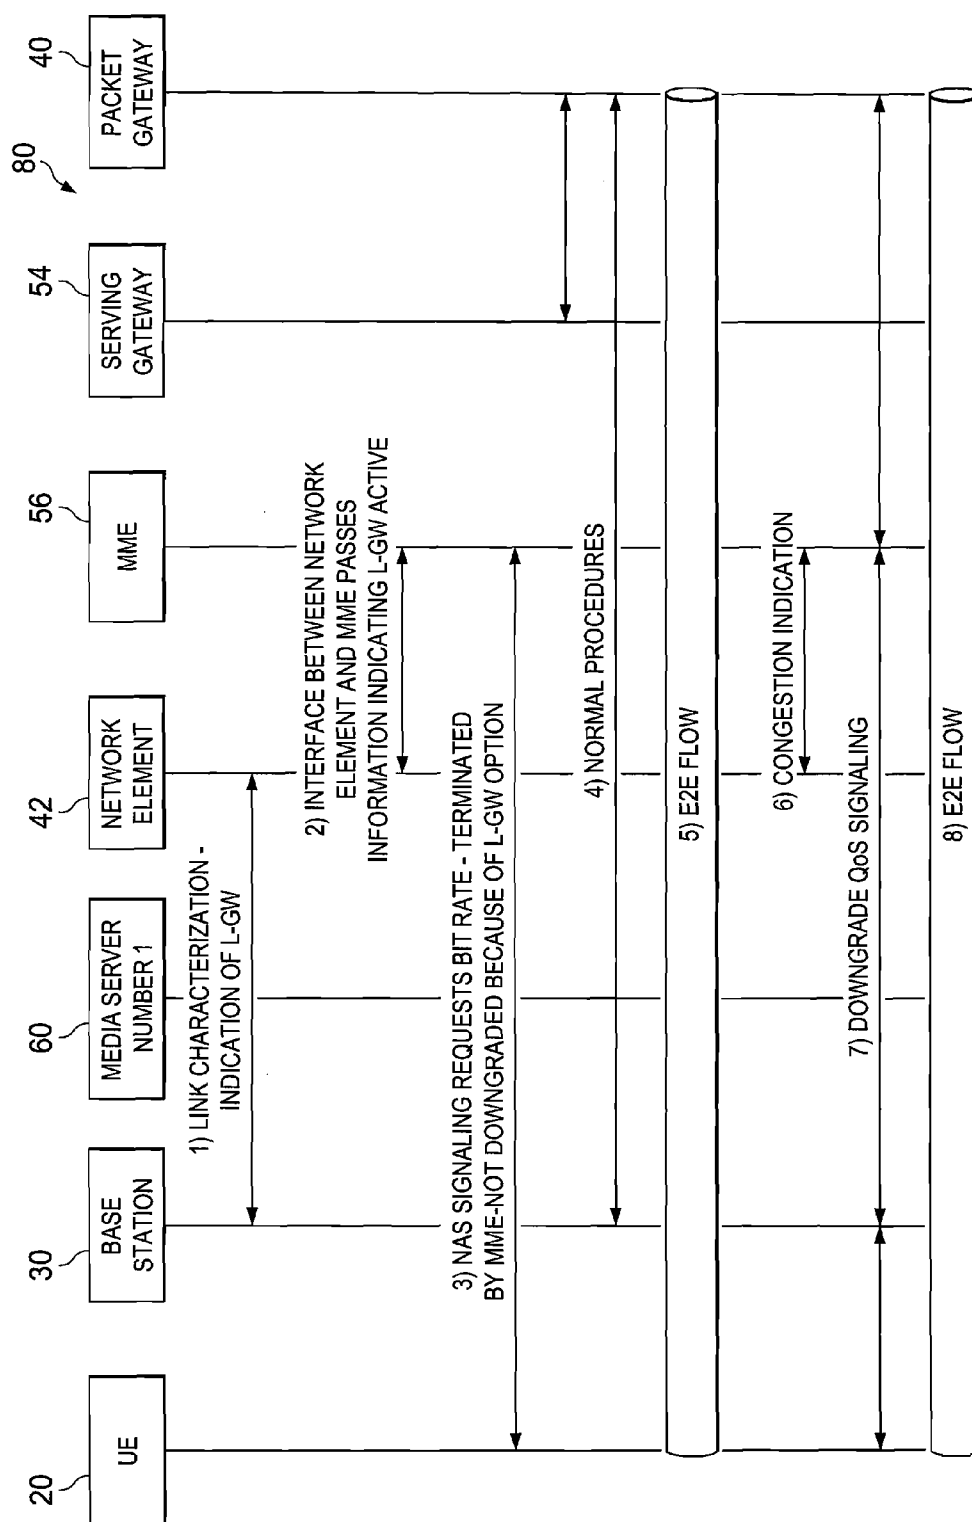 80
20
UE
30
BASE
STATION
60
MEDIA SERVER
NUMBER 1
42
NETWORK
ELEMENT
56
MME
54
SERVING
GATEWAY
40
PACKET
GATEWAY
1) LINK CHARACTERIZATION -
INDICATION OF L-GW
2) INTERFACE BETWEEN NETWORK
ELEMENT AND MME PASSES
INFORMATION INDICATING L-GW ACTIVE
3) NAS SIGNALING REQUESTS BIT RATE - TERMINATED
BY MME-NOT DOWNGRADED BECAUSE OF L-GW OPTION
4) NORMAL PROCEDURES
5) E2E FLOW
6) CONGESTION INDICATION
7) DOWNGRADE QoS SIGNALING
8) E2E FLOW